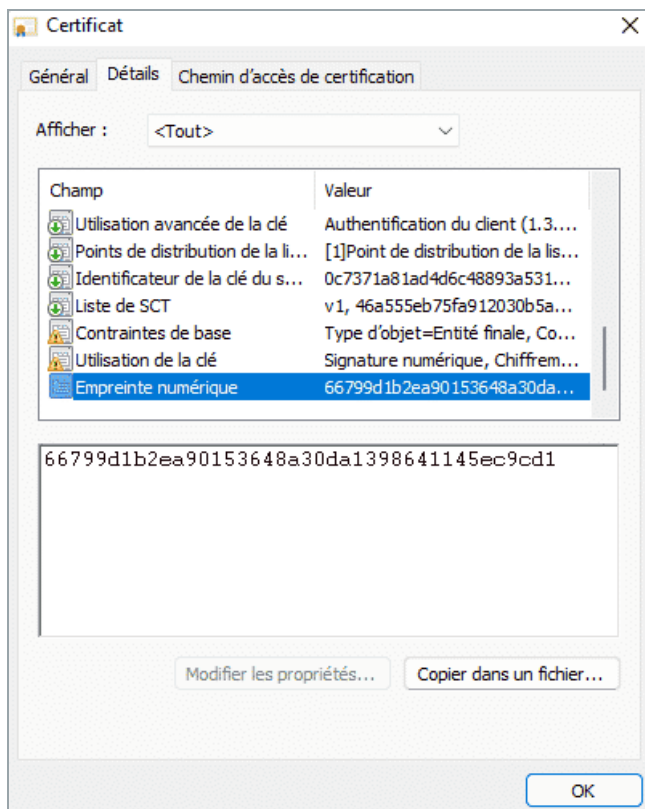 Certificat
Général Détails Chemin d'accès de certification
Afficher : <Tout>
Champ Valeur
Utilisation avancée de la clé Authentification du client (1.3....
Points de distribution de la li... [1]Point de distribution de la lis...
Identificateur de la clé du s... 0c7371a81ad4d6c48893a531...
Liste de SCT v1, 46a555eb75fa912030b5a...
Contraintes de base Type d'objet=Entité finale, Co...
Utilisation de la clé Signature numérique, Chiffrem...
Empreinte numérique 66799d1b2ea90153648a30da...
66799d1b2ea90153648a30da1398641145ec9cd1
Modifier les propriétés... Copier dans un fichier...
OK